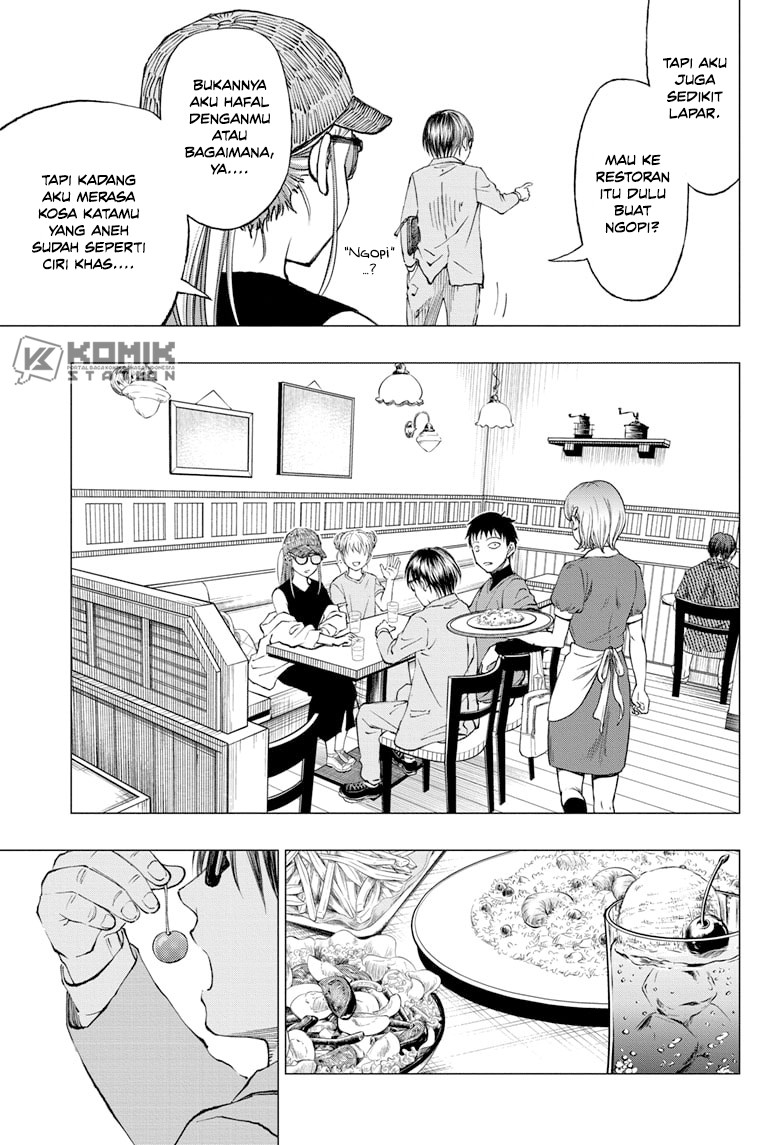 TAPI AKU
JUGA
SEDIKIT
LAPAR.
MAU KE
RESTORAN
ITU DULU
BUAT
NGOPI?
"NGOPI"
...?
BUKANNYA
AKU HAFAL
DENGANMU
ATAU
BAGAIMANA,
YA....
TAPI KADANG
AKU MERASA
KOSA KATAMU
YANG ANEH
SUDAH SEPERTI
CIRI KHAS....
KOMIK
STATION